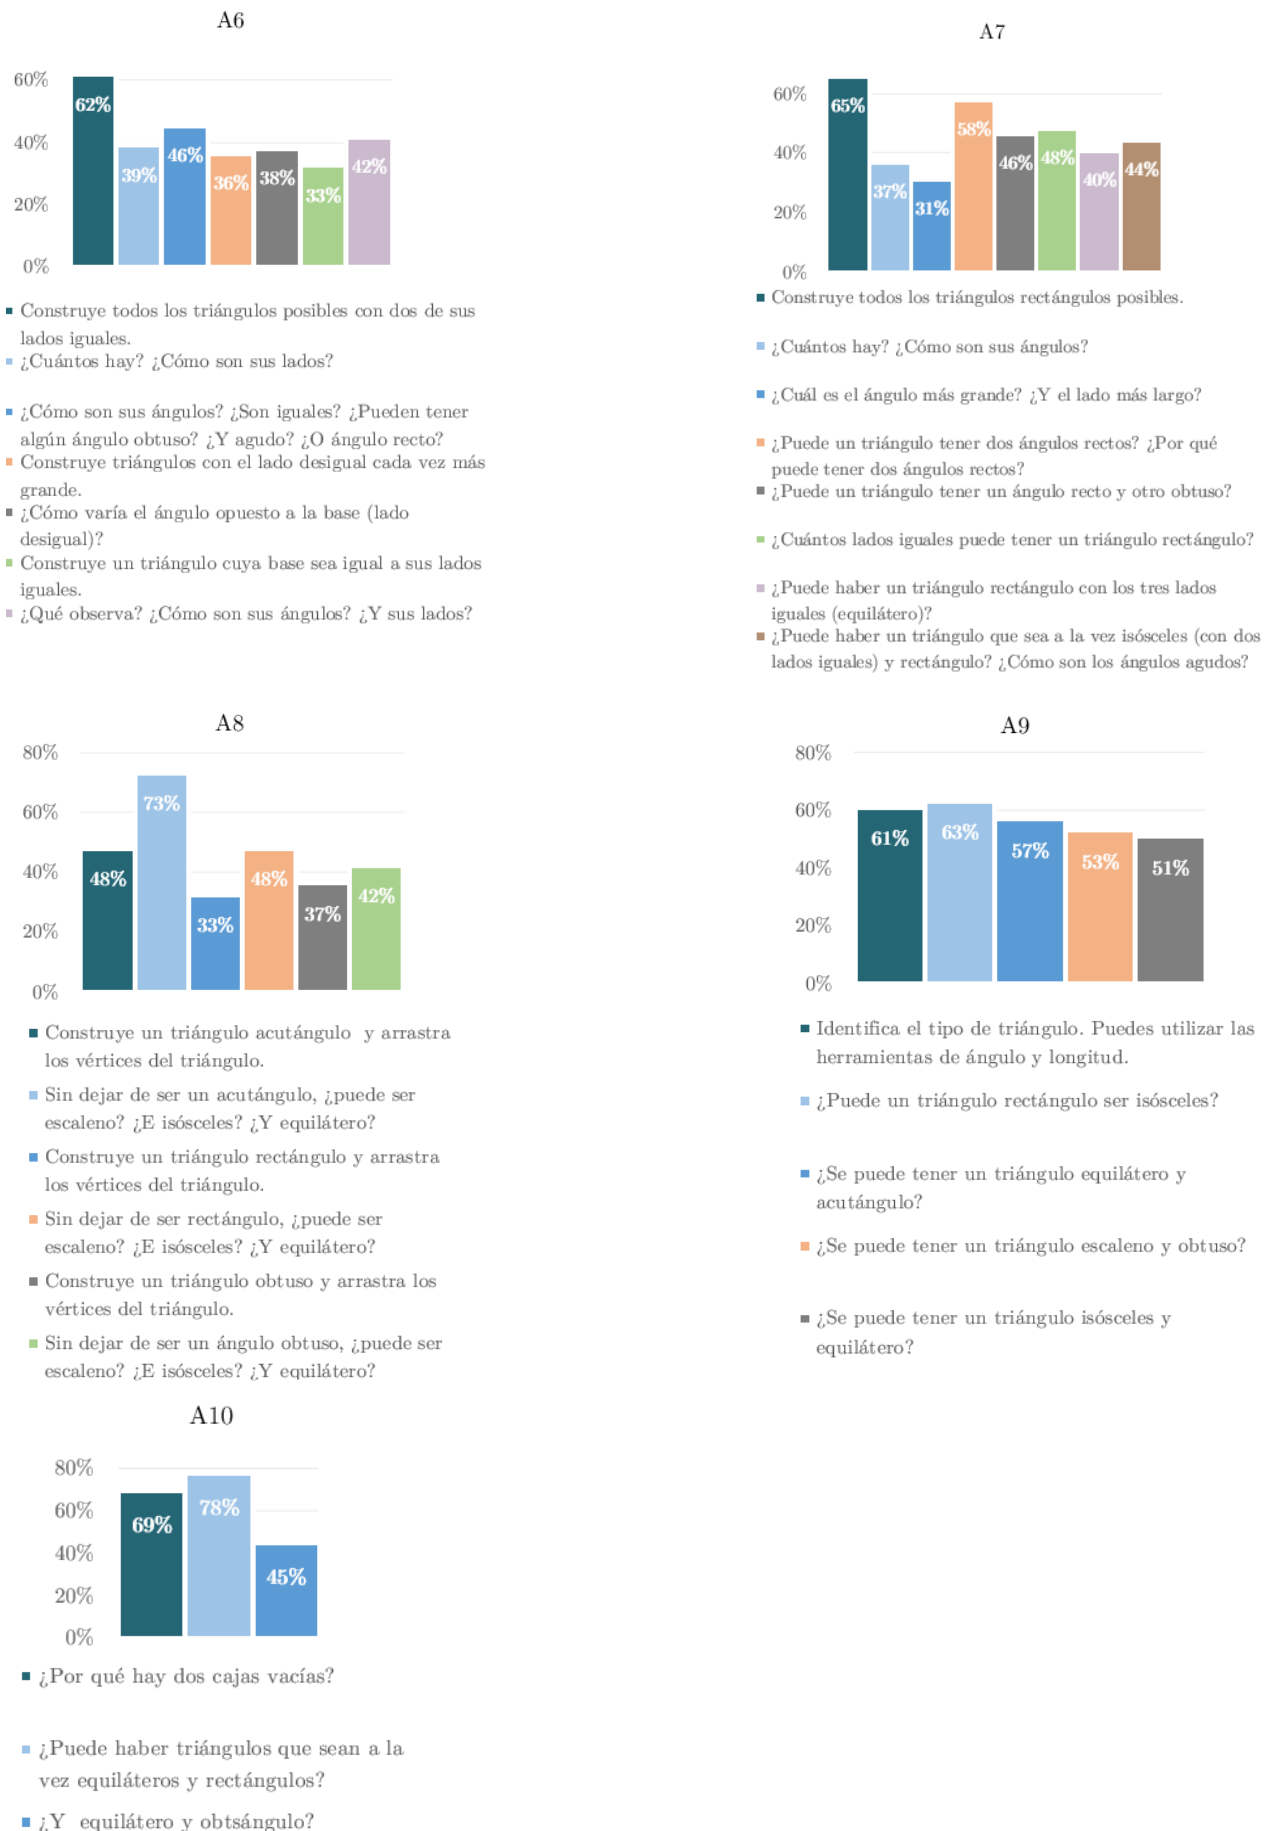 A6
60%
40%
20%
0%
62%
39%
46%
36%
38%
33%
42%
Construye todos los triángulos posibles con dos de sus
lados iguales.
¿Cuántos hay? ¿Cómo son sus lados?
¿Cómo son sus ángulos? ¿Son iguales? ¿Pueden tener
algún ángulo obtuso? ¿Y agudo? ¿O ángulo recto?
Construye triángulos con el lado desigual cada vez más
grande.
¿Cómo varía el ángulo opuesto a la base (lado
desigual)?
Construye un triángulo cuya base sea igual a sus lados
iguales.
¿Qué observa? ¿Cómo son sus ángulos? ¿Y sus lados?
A7
60%
40%
20%
0%
65%
37%
31%
58%
46%
48%
40%
44%
Construye todos los triángulos rectángulos posibles.
¿Cuántos hay? ¿Cómo son sus ángulos?
¿Cuál es el ángulo más grande? ¿Y el lado más largo?
¿Puede un triángulo tener dos ángulos rectos? ¿Por qué
puede tener dos ángulos rectos?
¿Puede un triángulo tener un ángulo recto y otro obtuso?
¿Cuántos lados iguales puede tener un triángulo rectángulo?
¿Puede haber un triángulo rectángulo con los tres lados
iguales (equilátero)?
¿Puede haber un triángulo que sea a la vez isósceles (con dos
lados iguales) y rectángulo? ¿Cómo son los ángulos agudos?
A8
80%
60%
40%
20%
0%
48%
73%
33%
48%
37%
42%
Construye un triángulo acutángulo y arrastra
los vértices del triángulo.
Sin dejar de ser un acutángulo, ¿puede ser
escaleno? ¿E isósceles? ¿Y equilátero?
Construye un triángulo rectángulo y arrastra
los vértices del triángulo.
Sin dejar de ser rectángulo, ¿puede ser
escaleno? ¿E isósceles? ¿Y equilátero?
Construye un triángulo obtuso y arrastra los
vértices del triángulo.
Sin dejar de ser un ángulo obtuso, ¿puede ser
escaleno? ¿E isósceles? ¿Y equilátero?
A9
80%
60%
40%
20%
0%
61%
63%
57%
53%
51%
Identifica el tipo de triángulo. Puedes utilizar las
herramientas de ángulo y longitud.
¿Puede un triángulo rectángulo ser isósceles?
¿Se puede tener un triángulo equilátero y
acutángulo?
¿Se puede tener un triángulo escaleno y obtuso?
¿Se puede tener un triángulo isósceles y
equilátero?
A10
80%
60%
40%
20%
0%
69%
78%
45%
¿Por qué hay dos cajas vacías?
¿Puede haber triángulos que sean a la
vez equiláteros y rectángulos?
¿Y equilátero y obtsángulo?